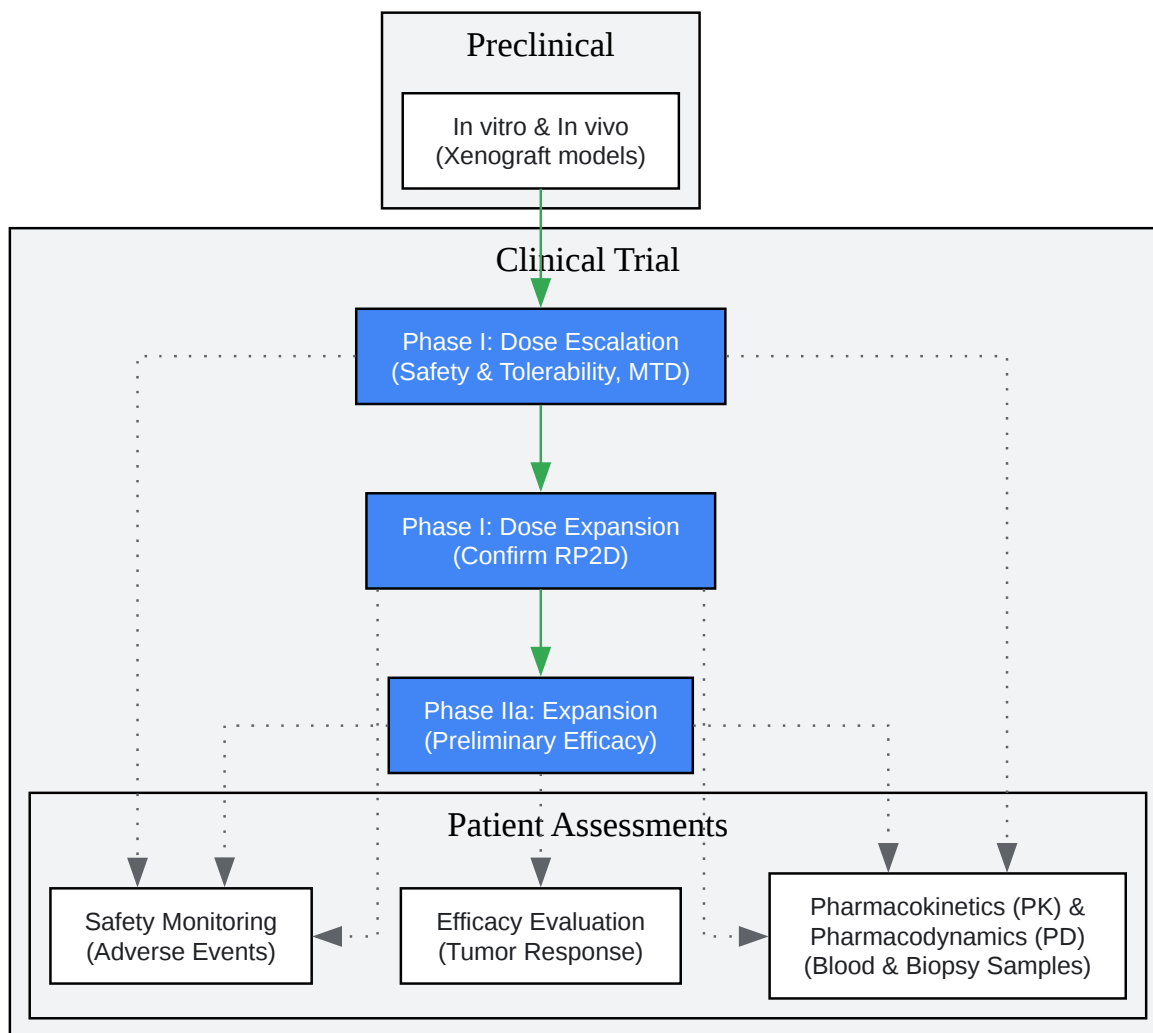 Preclinical
In vitro & In vivo
(Xenograft models)
Clinical Trial
Phase I: Dose Escalation
(Safety & Tolerability, MTD)
Phase I: Dose Expansion
(Confirm RP2D)
Phase IIa: Expansion
(Preliminary Efficacy)
Patient Assessments
Safety Monitoring
(Adverse Events)
Efficacy Evaluation
(Tumor Response)
Pharmacokinetics (PK) &
Pharmacodynamics (PD)
(Blood & Biopsy Samples)